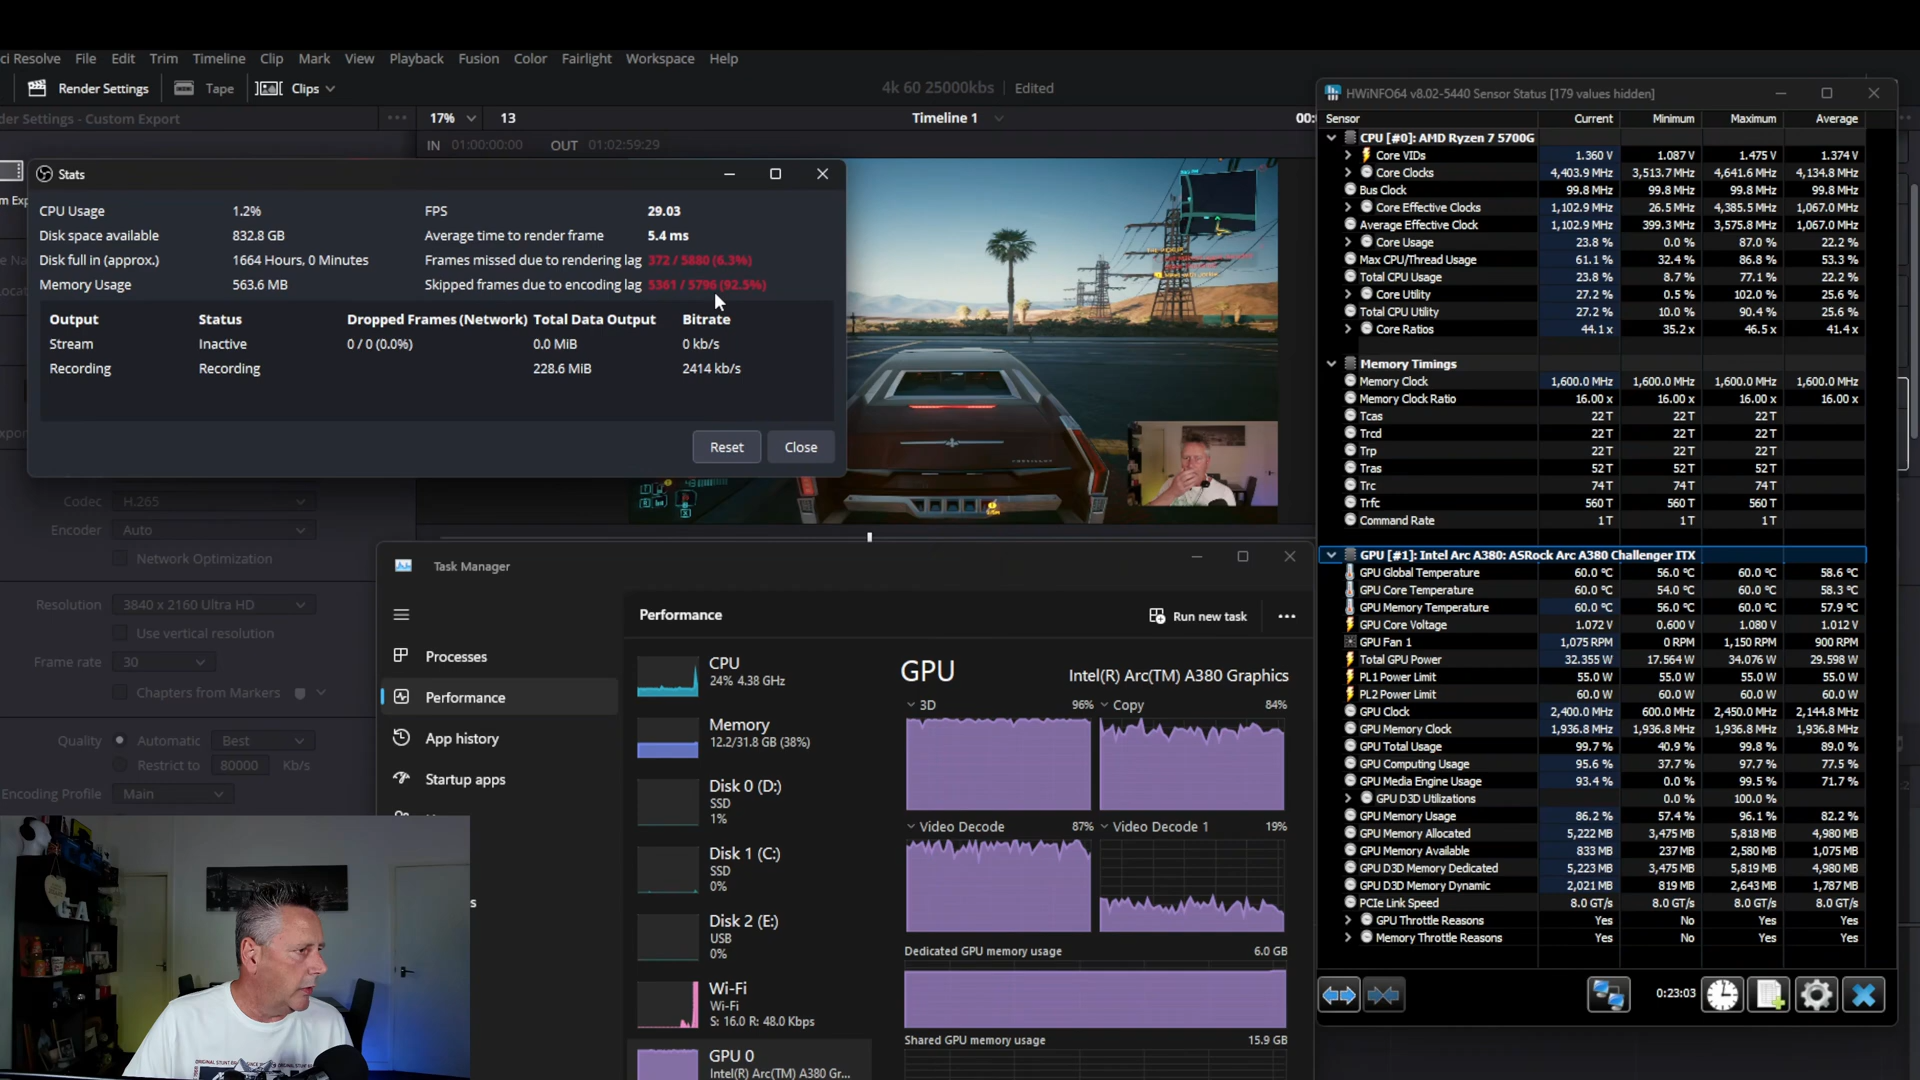 ci Resolve File Edit Trim Timeline Clip Mark View Playback Fusion Color Fairlight Workspace Help
Render Settings Tape Clips 4k 60 25000kbs Edited
der Settings - Custom Export 17% 13 Timeline 1 00:
IN 01:00:00:00 OUT 01:02:59:29
Stats
CPU Usage 1.2% FPS 29.03
Disk space available 832.8 GB Average time to render frame 5.4 ms
Disk full in (approx.) 1664 Hours, 0 Minutes Frames missed due to rendering lag 372 / 5880 (6.3%)
Memory Usage 563.6 MB Skipped frames due to encoding lag 5361 / 5796 (92.5%)
Output Status Dropped Frames (Network) Total Data Output Bitrate
Stream Inactive 0 / 0 (0.0%) 0.0 MiB 0 kb/s
Recording Recording 228.6 MiB 2414 kb/s
Reset Close
Codec H.265
Encoder Auto
Network Optimization
Resolution 3840 x 2160 Ultra HD
Use vertical resolution
Frame rate 30
Chapters from Markers
Quality Automatic Best
Restrict to 80000 Kb/s
Encoding Profile Main
Task Manager
Processes
Performance
App history
Startup apps
Performance Run new task
CPU
24% 4.38 GHz
Memory
12.2/31.8 GB (38%)
Disk 0 (D:)
SSD
1%
Disk 1 (C:)
SSD
0%
Disk 2 (E:)
USB
0%
Wi-Fi
Wi-Fi
S: 16.0 R: 48.0 Kbps
GPU 0
Intel(R) Arc(TM) A380 Gr...
GPU Intel(R) Arc(TM) A380 Graphics
3D 96% Copy 84%
Video Decode 87% Video Decode 1 19%
Dedicated GPU memory usage 6.0 GB
Shared GPU memory usage 15.9 GB
HWiNFO64 v8.02-5440 Sensor Status [179 values hidden]
Sensor Current Minimum Maximum Average
CPU [#0]: AMD Ryzen 7 5700G
Core VIDs 1.360 V 1.087 V 1.475 V 1.374 V
Core Clocks 4,403.9 MHz 3,513.7 MHz 4,641.6 MHz 4,134.8 MHz
Bus Clock 99.8 MHz 99.8 MHz 99.8 MHz 99.8 MHz
Core Effective Clocks 1,102.9 MHz 26.5 MHz 4,385.5 MHz 1,067.0 MHz
Average Effective Clock 1,102.9 MHz 399.3 MHz 3,575.8 MHz 1,067.0 MHz
Core Usage 23.8 % 0.0 % 87.0 % 22.2 %
Max CPU/Thread Usage 61.1 % 32.4 % 86.8 % 53.3 %
Total CPU Usage 23.8 % 8.7 % 77.1 % 22.2 %
Core Utility 27.2 % 0.5 % 102.0 % 25.6 %
Total CPU Utility 27.2 % 10.0 % 90.4 % 25.6 %
Core Ratios 44.1 x 35.2 x 46.5 x 41.4 x
Memory Timings
Memory Clock 1,600.0 MHz 1,600.0 MHz 1,600.0 MHz 1,600.0 MHz
Memory Clock Ratio 16.00 x 16.00 x 16.00 x 16.00 x
Tcas 22 T 22 T 22 T
Trcd 22 T 22 T 22 T
Trp 22 T 22 T 22 T
Tras 52 T 52 T 52 T
Trc 74 T 74 T 74 T
Trfc 560 T 560 T 560 T
Command Rate 1 T 1 T 1 T
GPU [#1]: Intel Arc A380: ASRock Arc A380 Challenger ITX
GPU Global Temperature 60.0 ºC 56.0 ºC 60.0 ºC 58.6 ºC
GPU Core Temperature 60.0 ºC 54.0 ºC 60.0 ºC 58.3 ºC
GPU Memory Temperature 60.0 ºC 56.0 ºC 60.0 ºC 57.9 ºC
GPU Core Voltage 1.072 V 0.600 V 1.080 V 1.012 V
GPU Fan 1 1,075 RPM 0 RPM 1,150 RPM 900 RPM
Total GPU Power 32.355 W 17.564 W 34.076 W 29.598 W
PL1 Power Limit 55.0 W 55.0 W 55.0 W 55.0 W
PL2 Power Limit 60.0 W 60.0 W 60.0 W 60.0 W
GPU Clock 2,400.0 MHz 600.0 MHz 2,450.0 MHz 2,144.8 MHz
GPU Memory Clock 1,936.8 MHz 1,936.8 MHz 1,936.8 MHz 1,936.8 MHz
GPU Total Usage 99.7 % 40.9 % 99.8 % 89.0 %
GPU Computing Usage 95.6 % 37.7 % 97.7 % 77.5 %
GPU Media Engine Usage 93.4 % 0.0 % 99.5 % 71.7 %
GPU D3D Utilizations 0.0 % 100.0 %
GPU Memory Usage 86.2 % 57.4 % 96.1 % 82.2 %
GPU Memory Allocated 5,222 MB 3,475 MB 5,818 MB 4,980 MB
GPU Memory Available 833 MB 237 MB 2,580 MB 1,075 MB
GPU D3D Memory Dedicated 5,223 MB 3,475 MB 5,819 MB 4,980 MB
GPU D3D Memory Dynamic 2,021 MB 819 MB 2,643 MB 1,787 MB
PCIe Link Speed 8.0 GT/s 8.0 GT/s 8.0 GT/s 8.0 GT/s
GPU Throttle Reasons Yes No Yes Yes
Memory Throttle Reasons Yes No Yes Yes
0:23:03